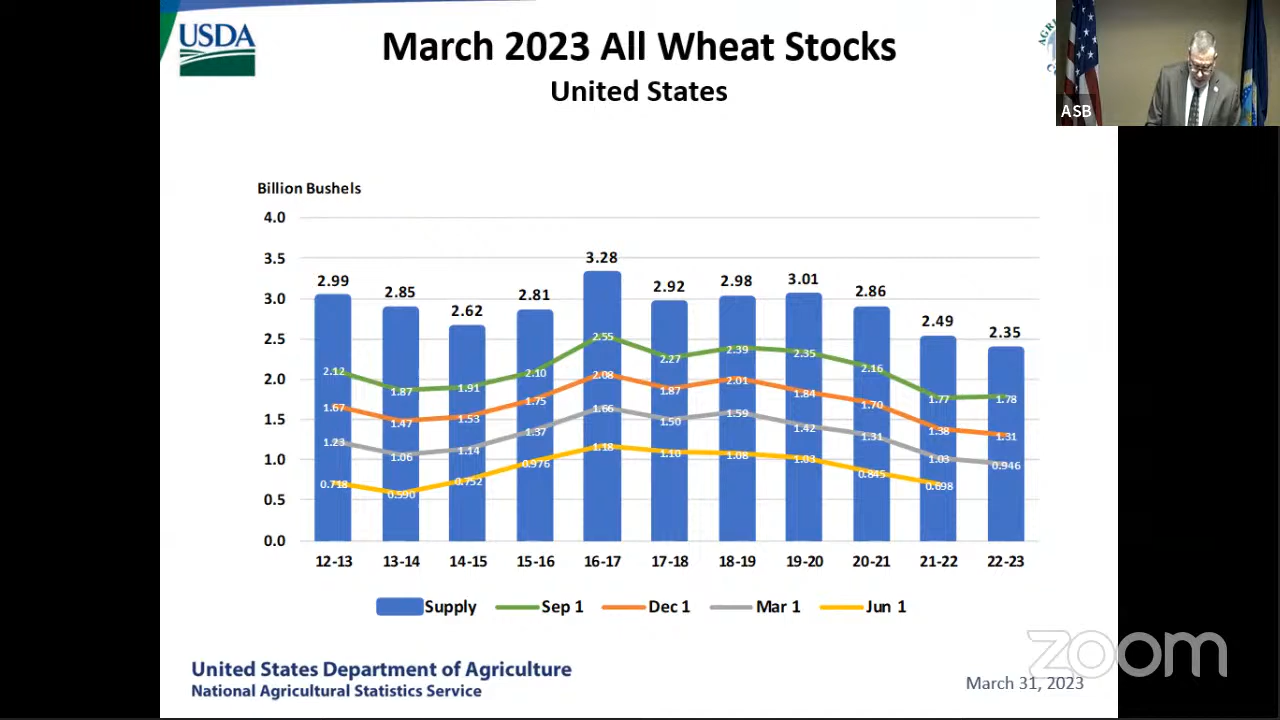 USDA
March 2023 All Wheat Stocks
United States
AGRI
ASB
Billion Bushels
4.0
3.5
3.0
2.5
2.0
1.5
1.0
0.5
0.0
2.99 2.85 2.62 2.81 3.28 2.92 2.98 3.01 2.86 2.49 2.35
2.12 1.87 1.91 2.10 2.55 2.27 2.39 2.35 2.16 1.77 1.78
1.67 1.47 1.53 1.75 2.08 1.87 2.01 1.84 1.70 1.38 1.31
1.23 1.06 1.14 1.37 1.66 1.50 1.59 1.42 1.31 1.03 0.946
0.718 0.590 0.752 0.976 1.18 1.10 1.08 1.03 0.845 0.698
12-13 13-14 14-15 15-16 16-17 17-18 18-19 19-20 20-21 21-22 22-23
Supply Sep 1 Dec 1 Mar 1 Jun 1
United States Department of Agriculture
National Agricultural Statistics Service
March 31, 2023
zoom